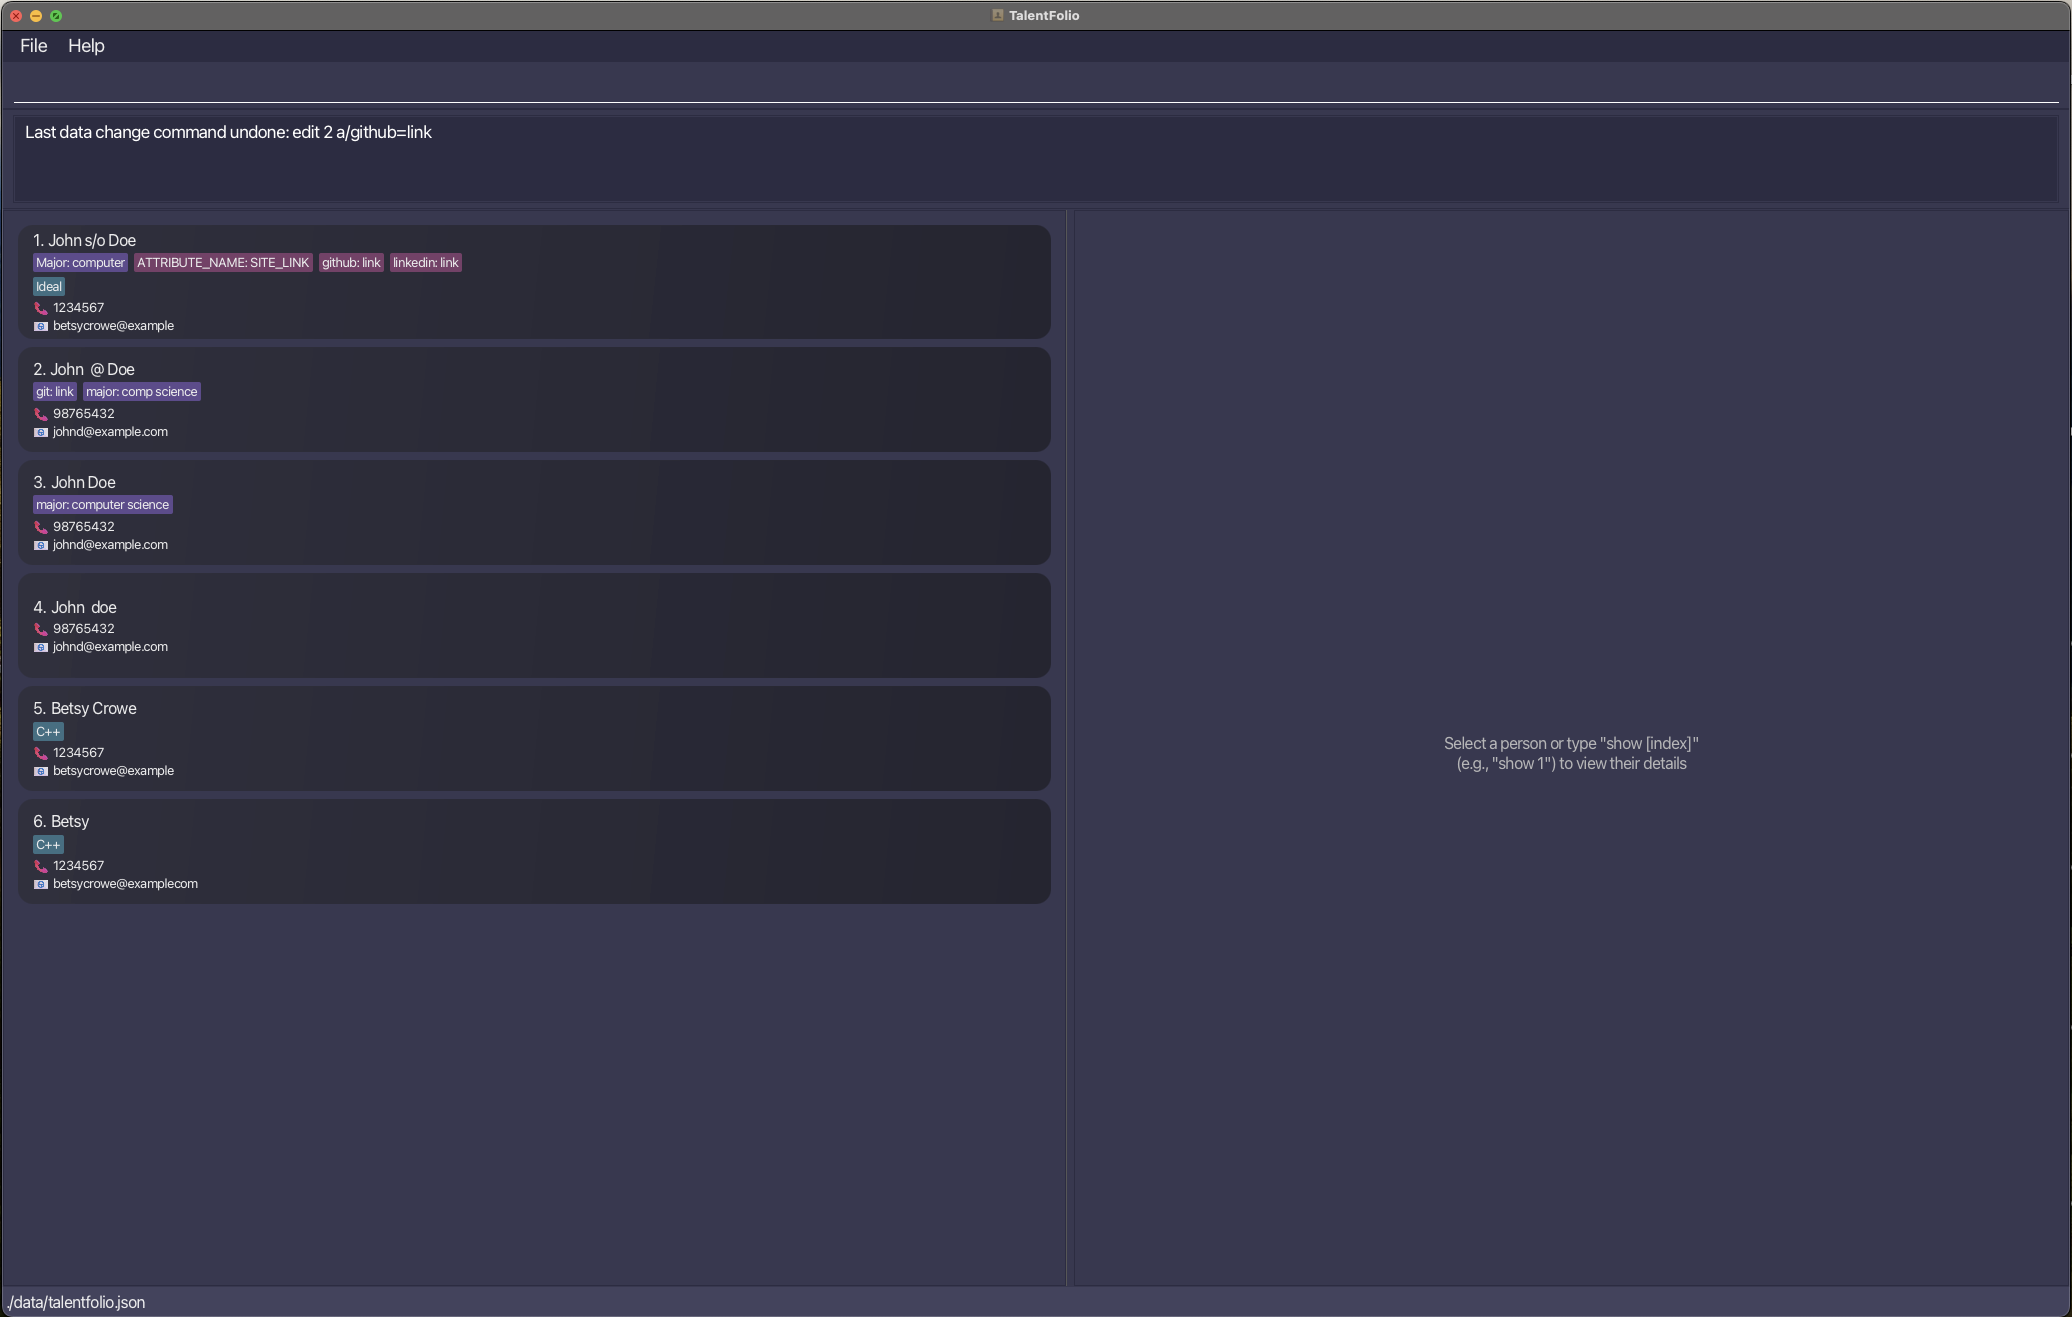 TalentFolio
File Help
Last data change command undone: edit 2 a/github=link
1. John s/o Doe
Major: computer ATTRIBUTE_NAME: SITE_LINK github: link linkedin: link
Ideal
1234567
betsycrowe@example
2. John  @ Doe
git: link major: comp science
98765432
johnd@example.com
3. John Doe
major: computer science
98765432
johnd@example.com
4. John  doe
98765432
johnd@example.com
5. Betsy Crowe
C++
1234567
betsycrowe@example
6. Betsy
C++
1234567
betsycrowe@examplecom
Select a person or type "show [index]"
(e.g., "show 1") to view their details
./data/talentfolio.json